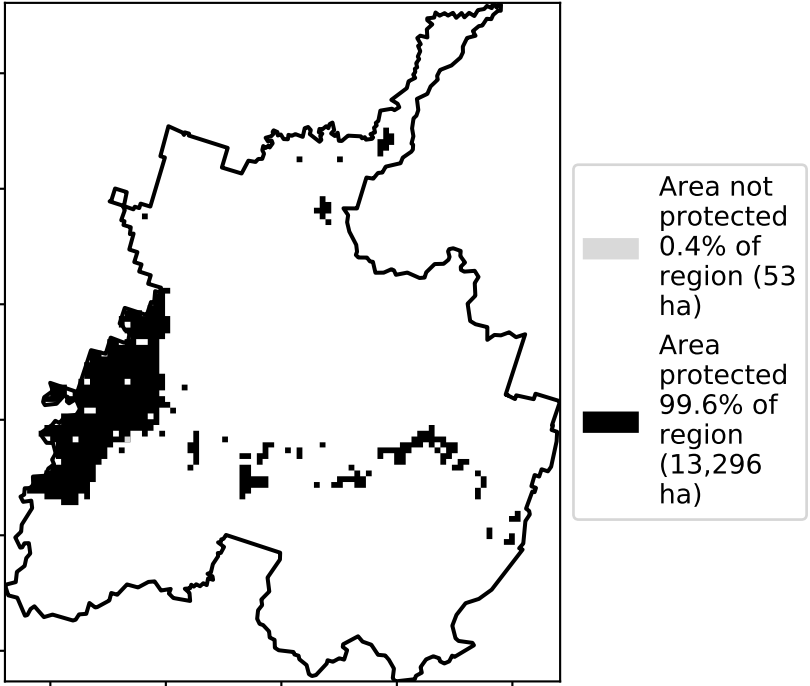 Area not
protected
0.4% of
region (53
ha)
Area
protected
99.6% of
region
(13,296
ha)